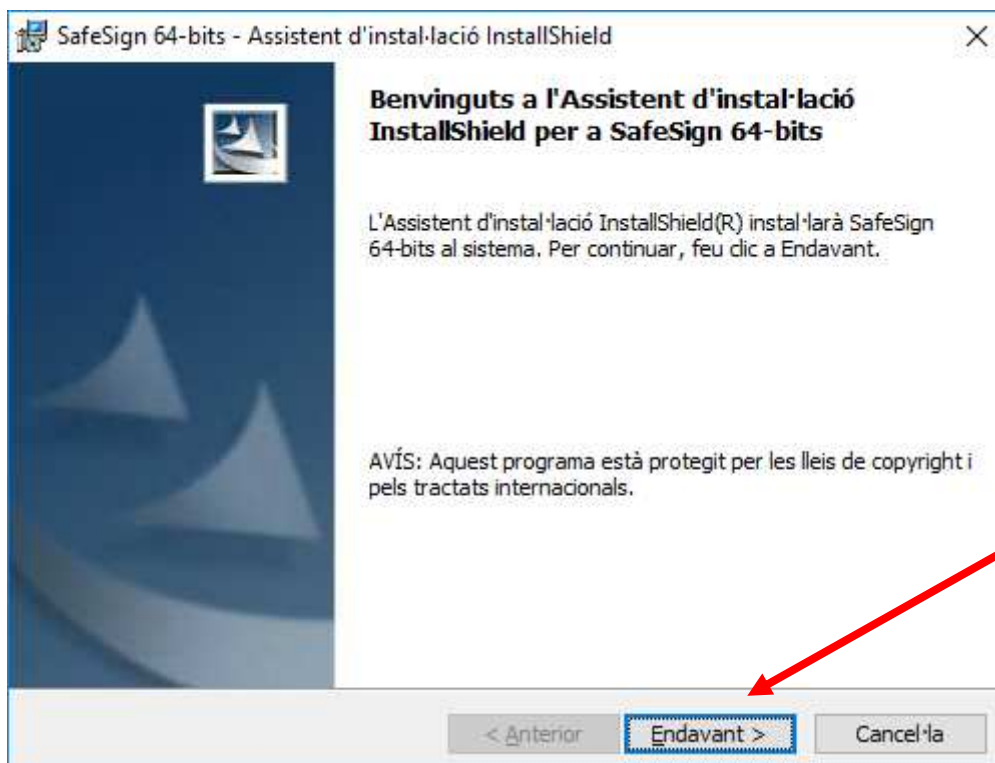 SafeSign 64-bits - Assistent d'instal·lació InstallShield
Benvinguts a l'Assistent d'instal·lació
InstallShield per a SafeSign 64-bits
L'Assistent d'instal·lació InstallShield(R) instal·larà SafeSign
64-bits al sistema. Per continuar, feu clic a Endavant.
AVÍS: Aquest programa està protegit per les lleis de copyright i
pels tractats internacionals.
< Anterior
Endavant >
Cancel·la